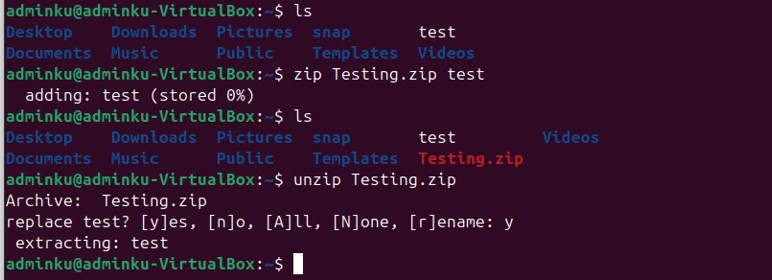 adminku@adminku-VirtualBox:~$ ls
Desktop    Downloads  Pictures  snap       test
Documents  Music      Public    Templates  Videos
adminku@adminku-VirtualBox:~$ zip Testing.zip test
  adding: test (stored 0%)
adminku@adminku-VirtualBox:~$ ls
Desktop    Downloads  Pictures  snap       test         Videos
Documents  Music      Public    Templates  Testing.zip
adminku@adminku-VirtualBox:~$ unzip Testing.zip
Archive:  Testing.zip
replace test? [y]es, [n]o, [A]ll, [N]one, [r]ename: y
 extracting: test
adminku@adminku-VirtualBox:~$